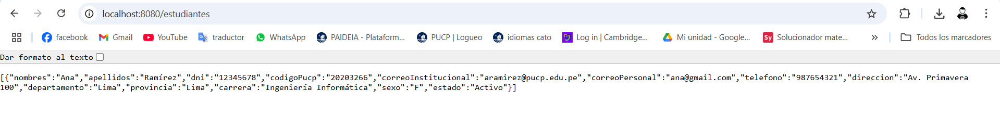 localhost:8080/estudiantes
facebook Gmail YouTube traductor WhatsApp PAIDEIA - Plataform... PUCP | Logueo idiomas cato Log in | Cambridge... Mi unidad - Google... Sy Solucionador mate... » Todos los marcadores
Dar formato al texto
[{"nombres":"Ana","apellidos":"Ramírez","dni":"12345678","codigoPucp":"20203266","correoInstitucional":"aramirez@pucp.edu.pe","correoPersonal":"ana@gmail.com","telefono":"987654321","direccion":"Av. Primavera
100","departamento":"Lima","provincia":"Lima","carrera":"Ingeniería Informática","sexo":"F","estado":"Activo"}]